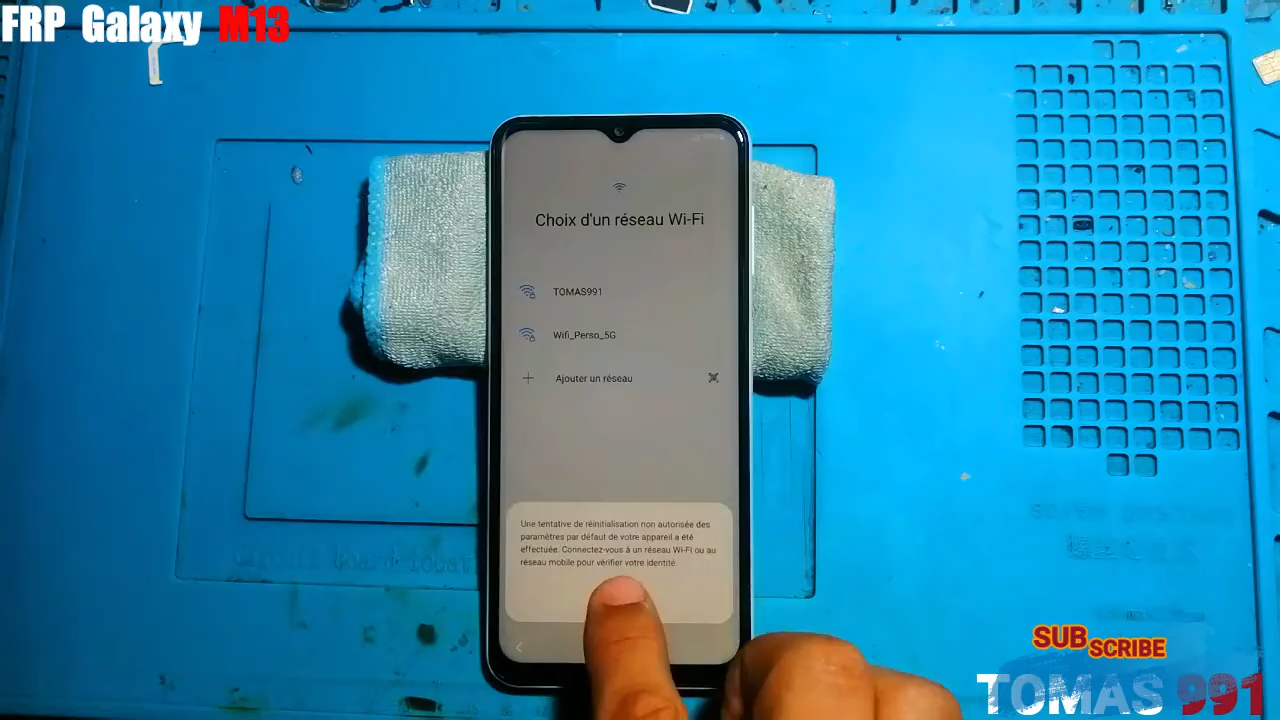 FRP Galaxy M13
Choix d'un réseau Wi-Fi
TOMAS991
Wifi_Perso_5G
Ajouter un réseau
Une tentative de réinitialisation non autorisée des
paramètres par défaut de votre appareil a été
effectuée. Connectez-vous à un réseau Wi-Fi ou au
réseau mobile pour vérifier votre identité
SUBSCRIBE
TOMAS 991